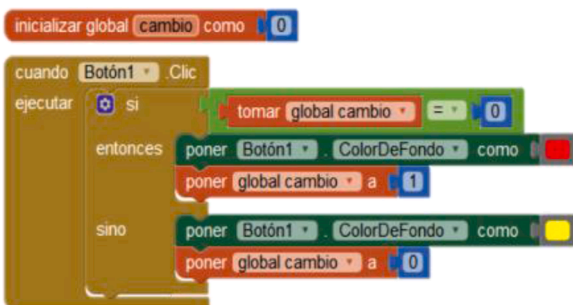 inicializar global cambio como 0
cuando Botón1 .Clic
ejecutar si tomar global cambio = 0
entonces poner Botón1 . ColorDeFondo como
poner global cambio a 1
sino poner Botón1 . ColorDeFondo como
poner global cambio a 0